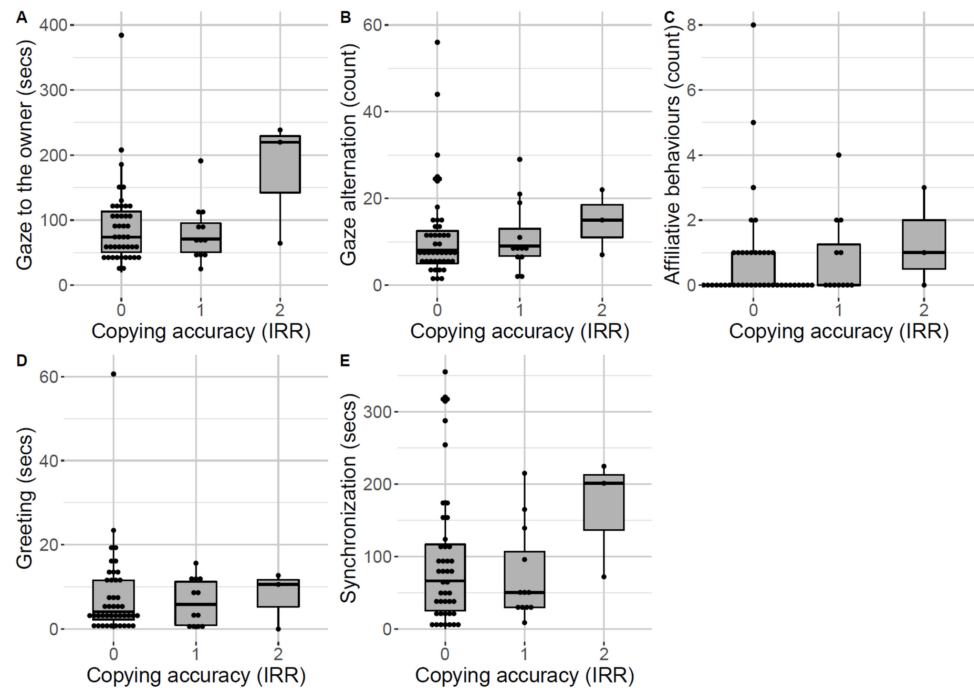 A
Gaze to the owner (secs)
400
300
200
100
0
0 1 2
Copying accuracy (IRR)
B
Gaze alternation (count)
60
40
20
0
0 1 2
Copying accuracy (IRR)
C
Affiliative behaviours (count)
8
6
4
2
0
0 1 2
Copying accuracy (IRR)
D
Greeting (secs)
60
40
20
0
0 1 2
Copying accuracy (IRR)
E
Synchronization (secs)
300
200
100
0
0 1 2
Copying accuracy (IRR)